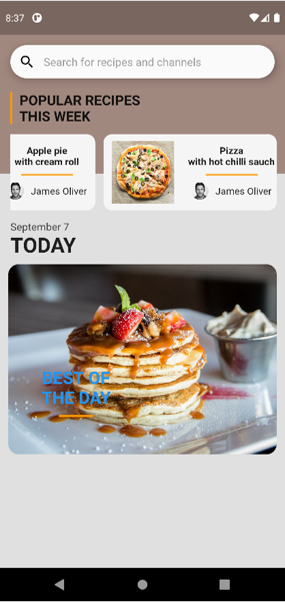 8:37
Search for recipes and channels
POPULAR RECIPES
THIS WEEK
Apple pie
with cream roll
James Oliver
Pizza
with hot chilli sauch
James Oliver
September 7
TODAY
BEST OF
THE DAY